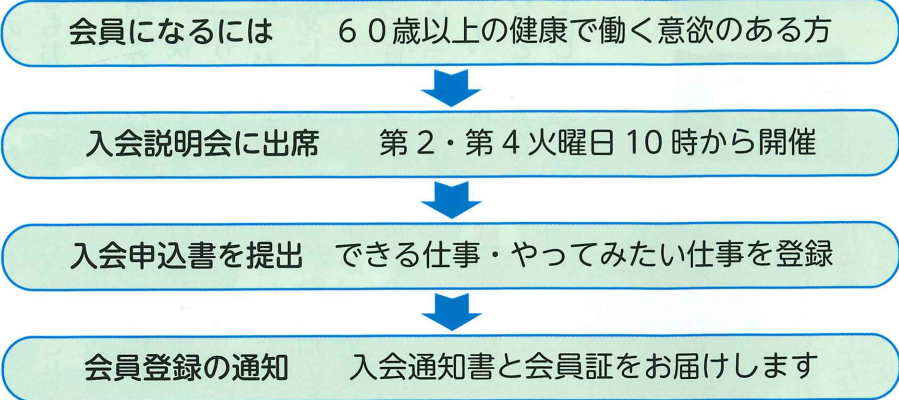 会員になるには　６０歳以上の健康で働く意欲のある方
入会説明会に出席　第２・第４火曜日 10 時から開催
入会申込書を提出　できる仕事・やってみたい仕事を登録
会員登録の通知　入会通知書と会員証をお届けします